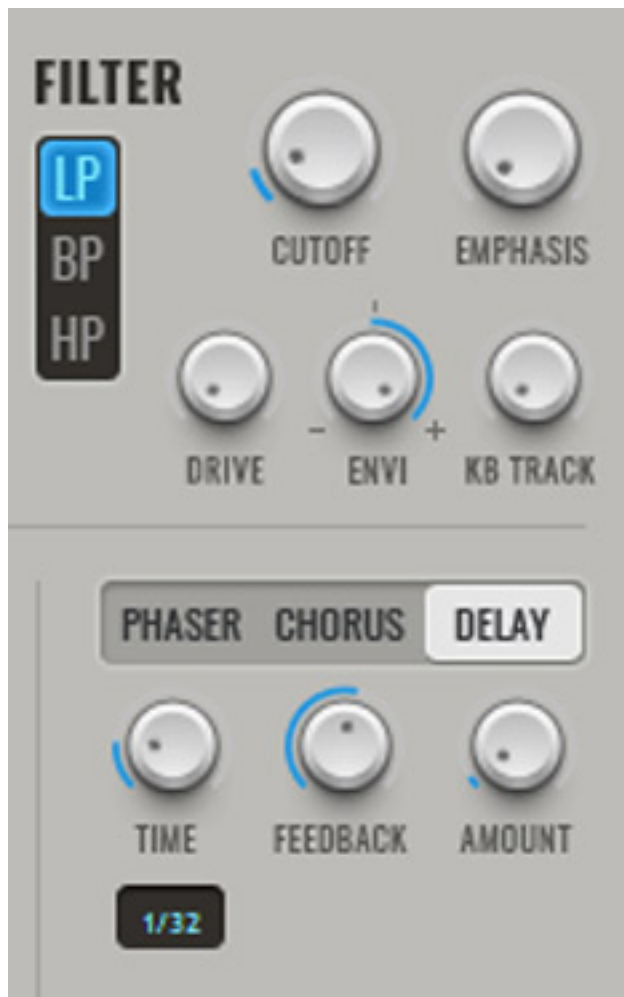 FILTER
LP
BP
HP
CUTOFF EMPHASIS
- +
DRIVE ENVI KB TRACK
PHASER CHORUS DELAY
TIME FEEDBACK AMOUNT
1/32